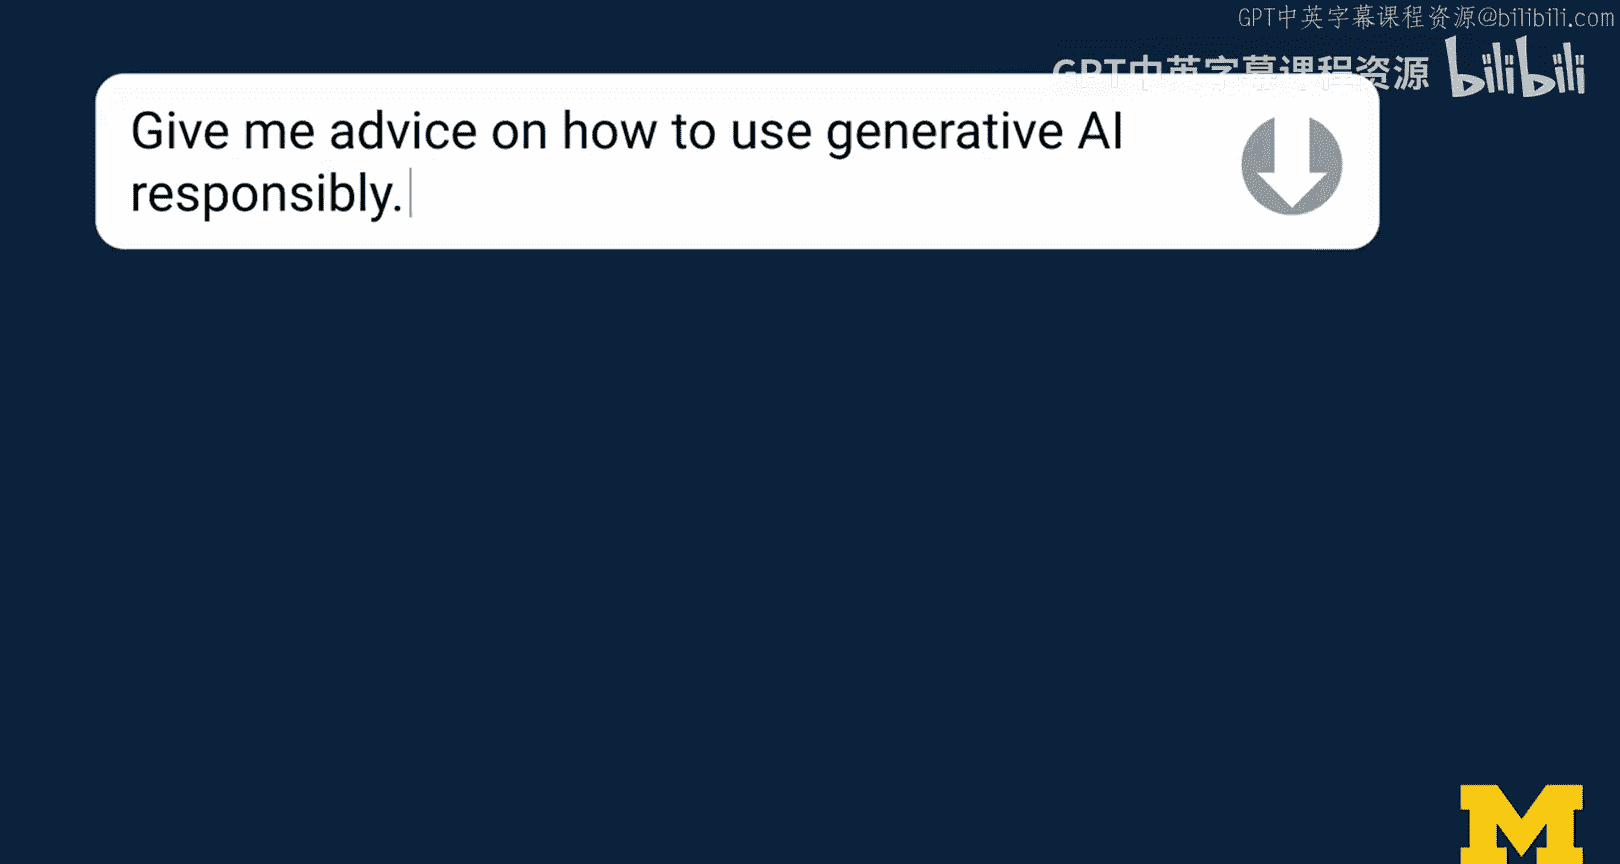 GPT中英字幕课程资源@bilibili.com
GPT中英字幕课程资源 bilibili
Give me advice on how to use generative AI
responsibly.
M